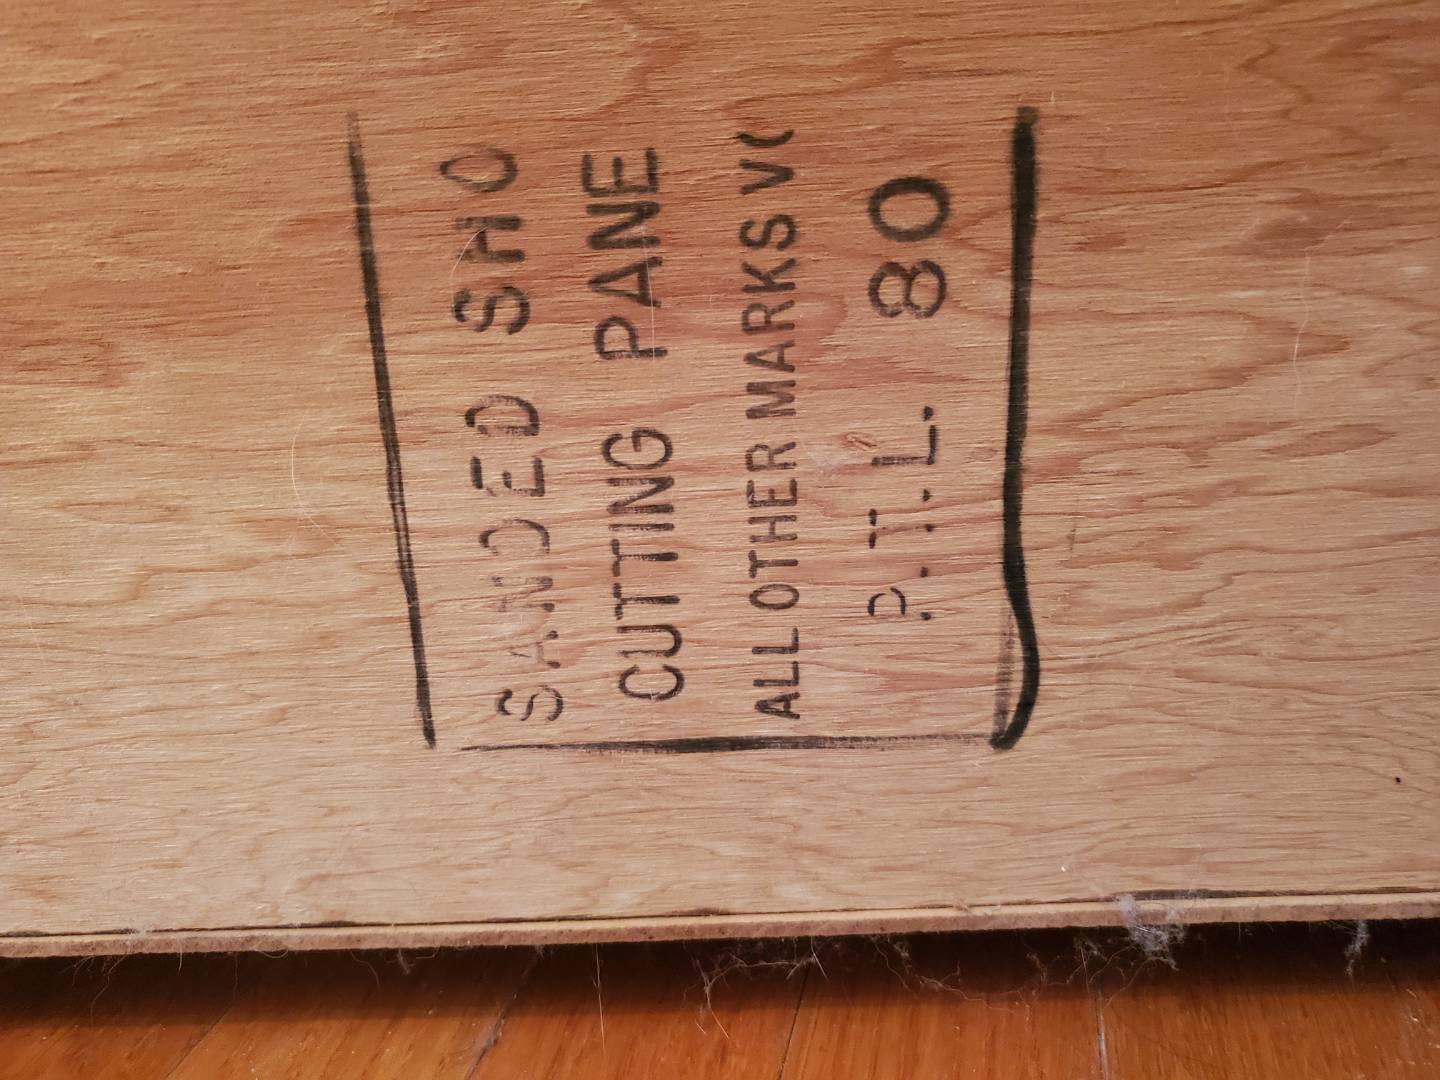 SANDED SHO
CUTTING PANE
ALL OTHER MARKS V
P.T.L. 80